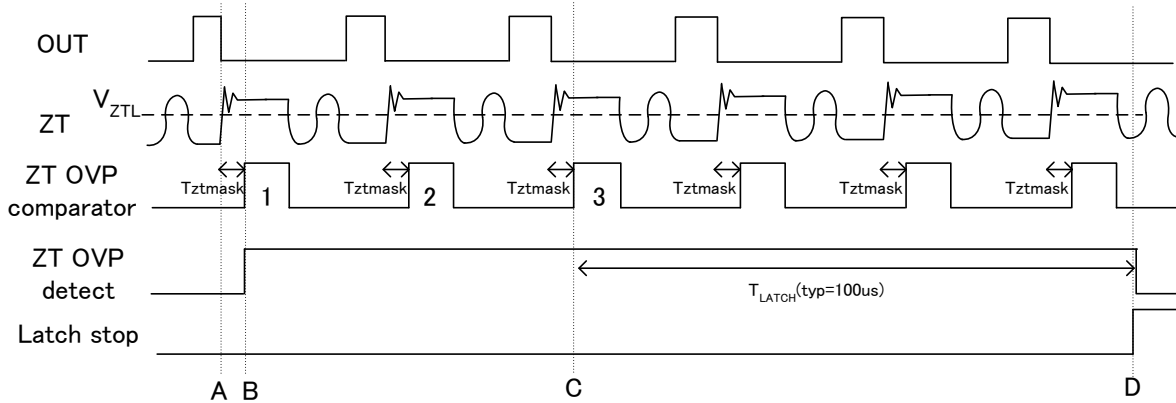 OUT
V_ZTL
ZT
ZT OVP
comparator
Tztmask Tztmask Tztmask Tztmask Tztmask Tztmask
1 2 3
ZT OVP
detect
T_LATCH(typ=100us)
Latch stop
A B C D